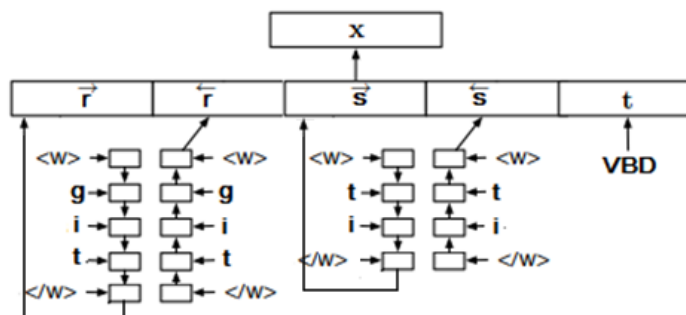 x
r→ r← s→ s← t
<w> <w> <w> <w> VBD
g g t t
i i i i
t t </w> </w>
</w> </w>